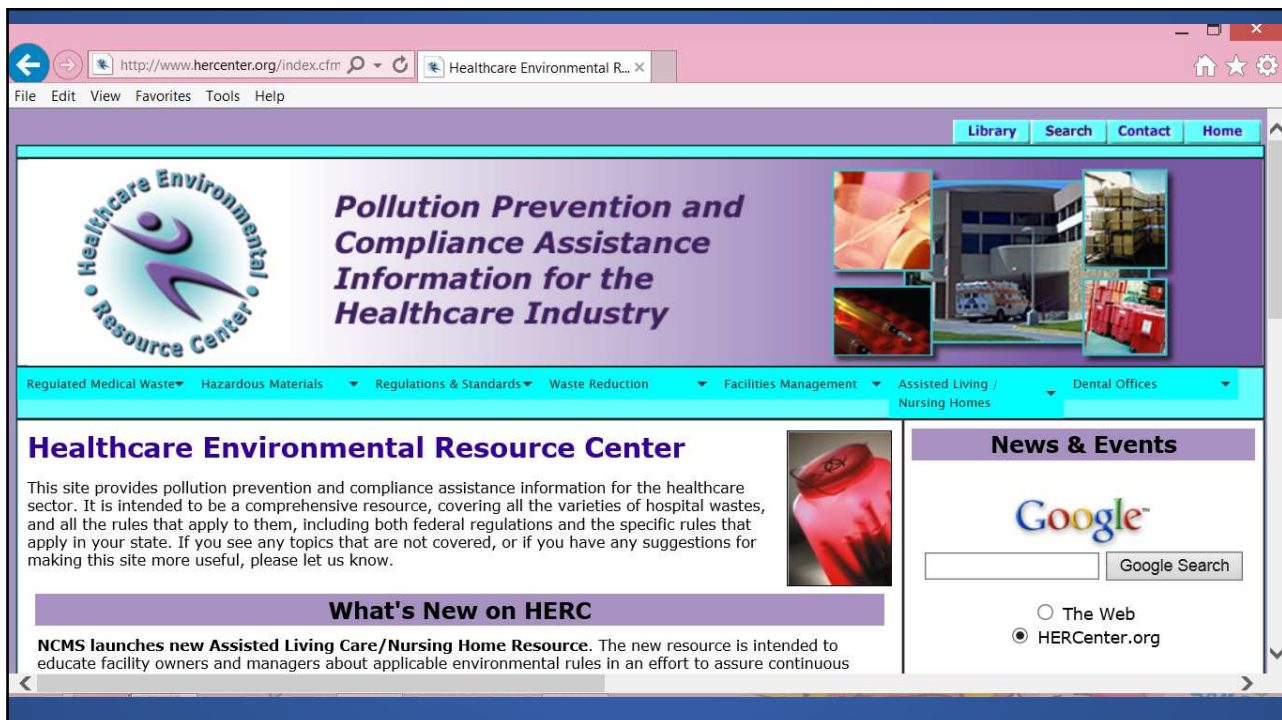 http://www.hercenter.org/index.cfm
Healthcare Environmental R...
File Edit View Favorites Tools Help
Library Search Contact Home
Healthcare Environmental
Resource Center
Pollution Prevention and
Compliance Assistance
Information for the
Healthcare Industry
Regulated Medical Waste Hazardous Materials Regulations & Standards Waste Reduction Facilities Management Assisted Living /
Nursing Homes Dental Offices
Healthcare Environmental Resource Center
This site provides pollution prevention and compliance assistance information for the healthcare
sector. It is intended to be a comprehensive resource, covering all the varieties of hospital wastes,
and all the rules that apply to them, including both federal regulations and the specific rules that
apply in your state. If you see any topics that are not covered, or if you have any suggestions for
making this site more useful, please let us know.
What's New on HERC
NCMS launches new Assisted Living Care/Nursing Home Resource. The new resource is intended to
educate facility owners and managers about applicable environmental rules in an effort to assure continuous
News & Events
Google™
Google Search
The Web
HERCenter.org